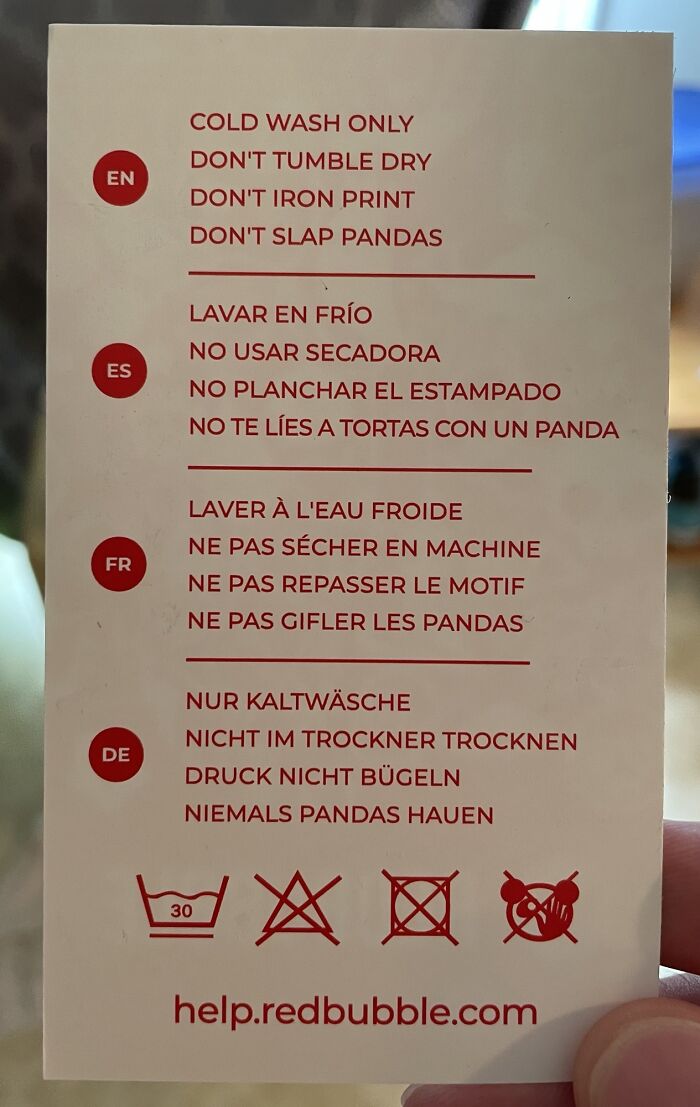 EN
COLD WASH ONLY
DON'T TUMBLE DRY
DON'T IRON PRINT
DON'T SLAP PANDAS
ES
LAVAR EN FRÍO
NO USAR SECADORA
NO PLANCHAR EL ESTAMPADO
NO TE LÍES A TORTAS CON UN PANDA
FR
LAVER À L'EAU FROIDE
NE PAS SÉCHER EN MACHINE
NE PAS REPASSER LE MOTIF
NE PAS GIFLER LES PANDAS
DE
NUR KALTWÄSCHE
NICHT IM TROCKNER TROCKNEN
DRUCK NICHT BÜGELN
NIEMALS PANDAS HAUEN
30
help.redbubble.com